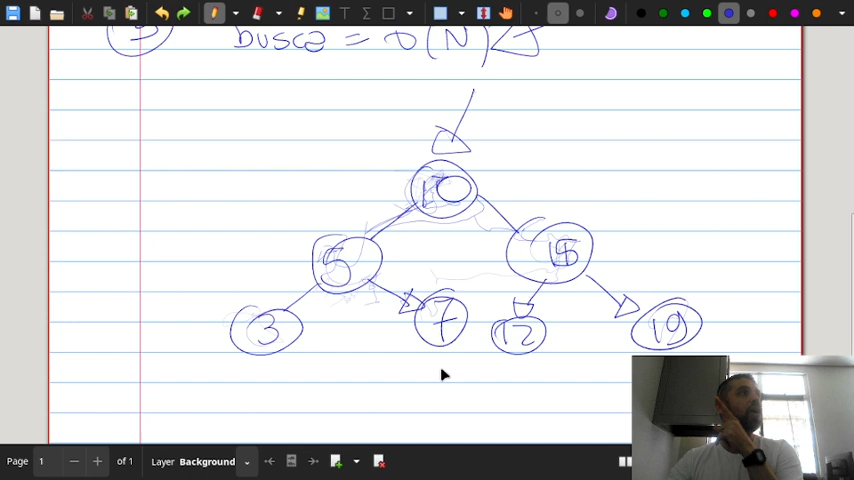 busca = O(N)
10
5 15
3 7 12 19
Page 1 of 1 Layer Background